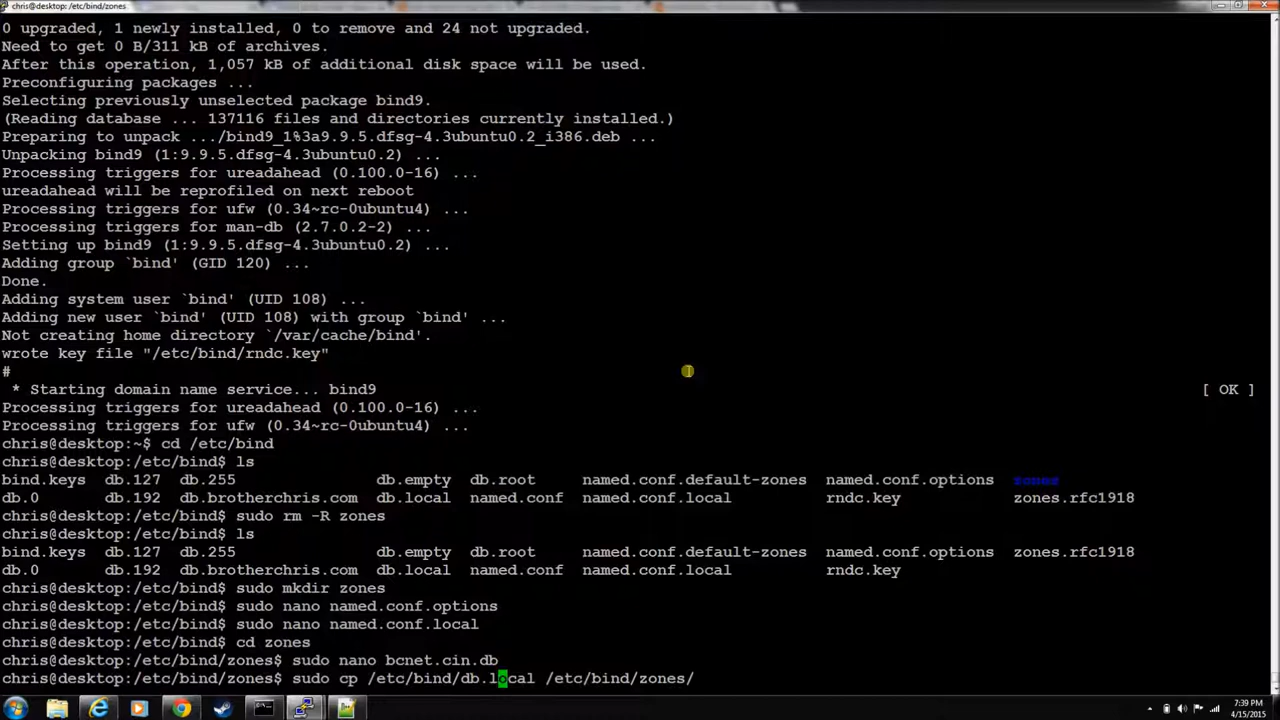 chris@desktop: /etc/bind/zones
0 upgraded, 1 newly installed, 0 to remove and 24 not upgraded.
Need to get 0 B/311 kB of archives.
After this operation, 1,057 kB of additional disk space will be used.
Preconfiguring packages ...
Selecting previously unselected package bind9.
(Reading database ... 137116 files and directories currently installed.)
Preparing to unpack .../bind9_1%3a9.9.5.dfsg-4.3ubuntu0.2_i386.deb ...
Unpacking bind9 (1:9.9.5.dfsg-4.3ubuntu0.2) ...
Processing triggers for ureadahead (0.100.0-16) ...
ureadahead will be reprofiled on next reboot
Processing triggers for ufw (0.34~rc-0ubuntu4) ...
Processing triggers for man-db (2.7.0.2-2) ...
Setting up bind9 (1:9.9.5.dfsg-4.3ubuntu0.2) ...
Adding group `bind' (GID 120) ...
Done.
Adding system user `bind' (UID 108) ...
Adding new user `bind' (UID 108) with group `bind' ...
Not creating home directory `/var/cache/bind'.
wrote key file "/etc/bind/rndc.key"
#
* Starting domain name service... bind9 [ OK ]
Processing triggers for ureadahead (0.100.0-16) ...
Processing triggers for ufw (0.34~rc-0ubuntu4) ...
chris@desktop:~$ cd /etc/bind
chris@desktop:/etc/bind$ ls
bind.keys db.127 db.255 db.empty db.root named.conf.default-zones named.conf.options zones
db.0 db.192 db.brotherchris.com db.local named.conf named.conf.local rndc.key zones.rfc1918
chris@desktop:/etc/bind$ sudo rm -R zones
chris@desktop:/etc/bind$ ls
bind.keys db.127 db.255 db.empty db.root named.conf.default-zones named.conf.options zones.rfc1918
db.0 db.192 db.brotherchris.com db.local named.conf named.conf.local rndc.key
chris@desktop:/etc/bind$ sudo mkdir zones
chris@desktop:/etc/bind$ sudo nano named.conf.options
chris@desktop:/etc/bind$ sudo nano named.conf.local
chris@desktop:/etc/bind$ cd zones
chris@desktop:/etc/bind/zones$ sudo nano bcnet.cin.db
chris@desktop:/etc/bind/zones$ sudo cp /etc/bind/db.local /etc/bind/zones/
7:39 PM
4/15/2015